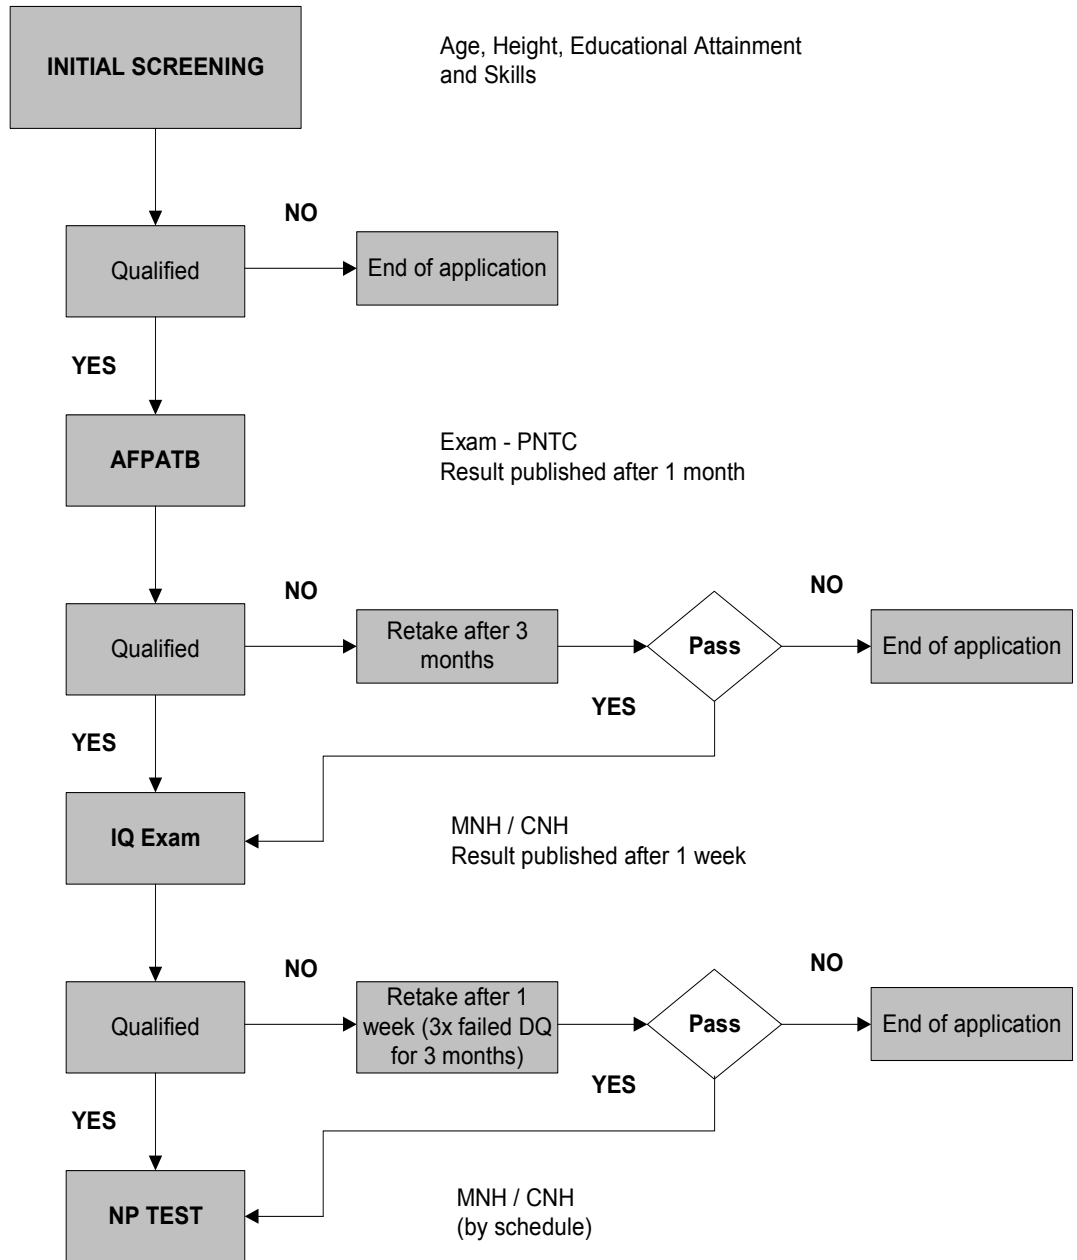 INITIAL SCREENING
Age, Height, Educational Attainment
and Skills
NO
Qualified
End of application
YES
AFPATB
Exam - PNTC
Result published after 1 month
NO
NO
Qualified
Retake after 3
months
Pass
End of application
YES
YES
IQ Exam
MNH / CNH
Result published after 1 week
NO
NO
Qualified
Retake after 1
week (3x failed DQ
for 3 months)
Pass
End of application
YES
YES
NP TEST
MNH / CNH
(by schedule)